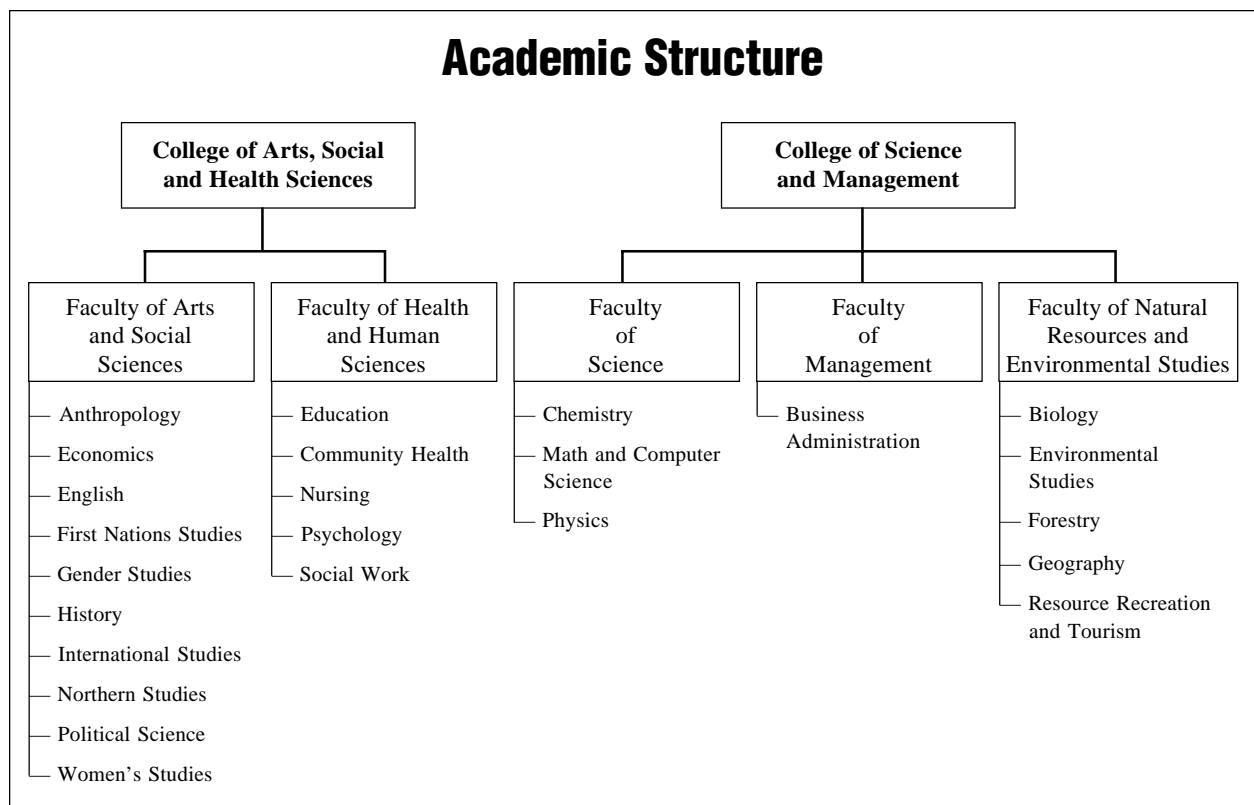 Academic Structure
College of Arts, Social
and Health Sciences
College of Science
and Management
Faculty of Arts
and Social
Sciences
Anthropology
Economics
English
First Nations Studies
Gender Studies
History
International Studies
Northern Studies
Political Science
Women's Studies
Faculty of Health
and Human
Sciences
Education
Community Health
Nursing
Psychology
Social Work
Faculty
of
Science
Chemistry
Math and Computer
Science
Physics
Faculty
of
Management
Business
Administration
Faculty of Natural
Resources and
Environmental Studies
Biology
Environmental
Studies
Forestry
Geography
Resource Recreation
and Tourism